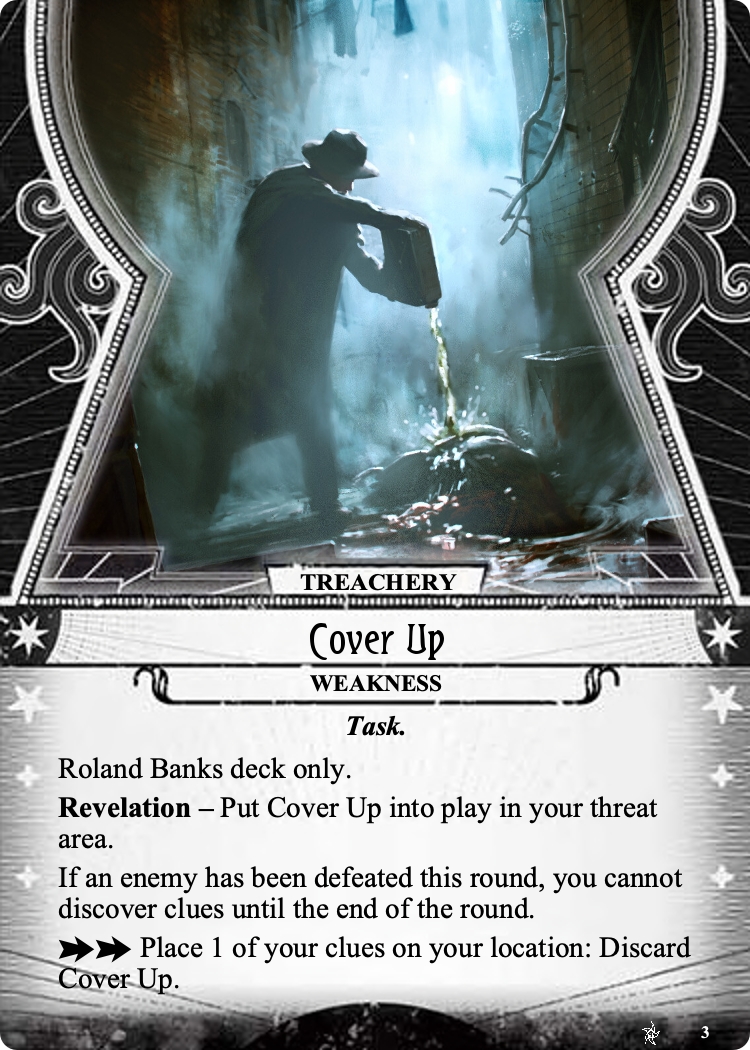 TREACHERY
Cover Up
WEAKNESS
Task.
Roland Banks deck only.
Revelation – Put Cover Up into play in your threat
area.
If an enemy has been defeated this round, you cannot
discover clues until the end of the round.
Place 1 of your clues on your location: Discard
Cover Up.
3